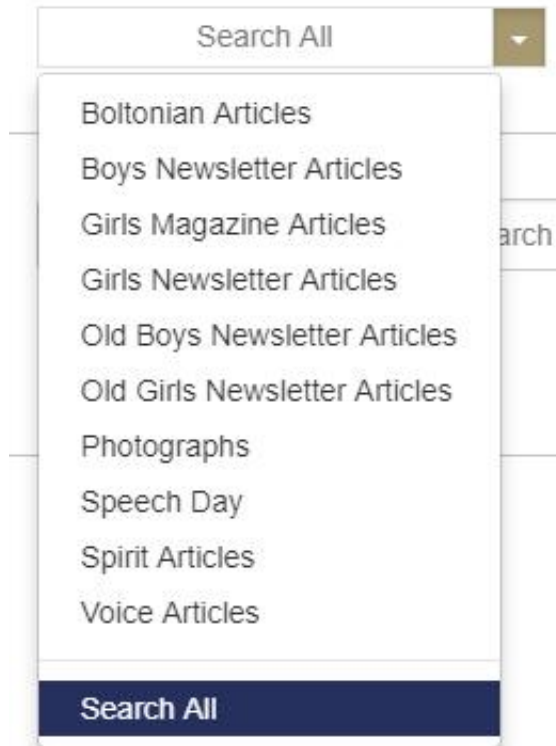 Search All
Boltonian Articles
Boys Newsletter Articles
Girls Magazine Articles
arch
Girls Newsletter Articles
Old Boys Newsletter Articles
Old Girls Newsletter Articles
Photographs
Speech Day
Spirit Articles
Voice Articles
Search All